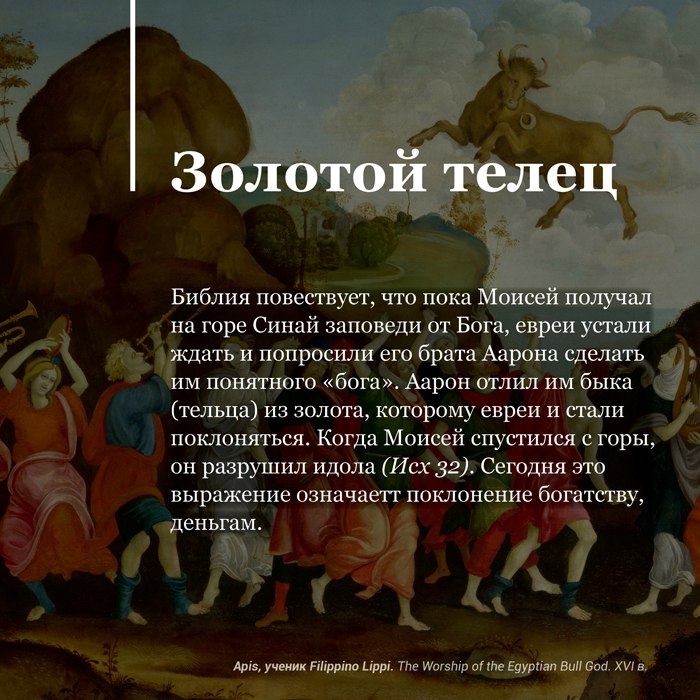 Золотой телец
Библия повествует, что пока Моисей получал
на горе Синай заповеди от Бога, евреи устали
ждать и попросили его брата Аарона сделать
им понятного «бога». Аарон отлил им быка
(тельца) из золота, которому евреи и стали
поклоняться. Когда Моисей спустился с горы,
он разрушил идола (Исх 32). Сегодня это
выражение означаетт поклонение богатству,
деньгам.
Apis, ученик Filippino Lippi. The Worship of the Egyptian Bull God. XVI в.